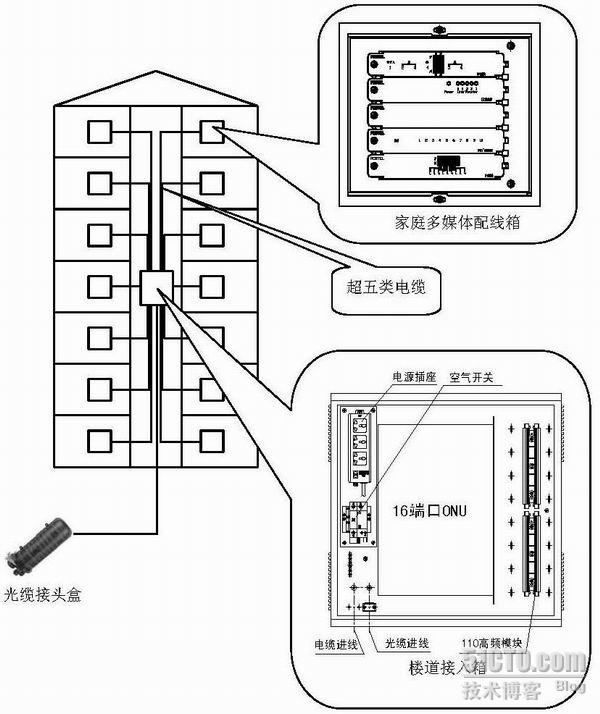 家庭多媒体配线箱
超五类电缆
电源插座
空气开关
16端口ONU
光缆接头盒
电缆进线
光缆进线
110高频模块
楼道接入箱
51CTO.com
技术博客 Blog